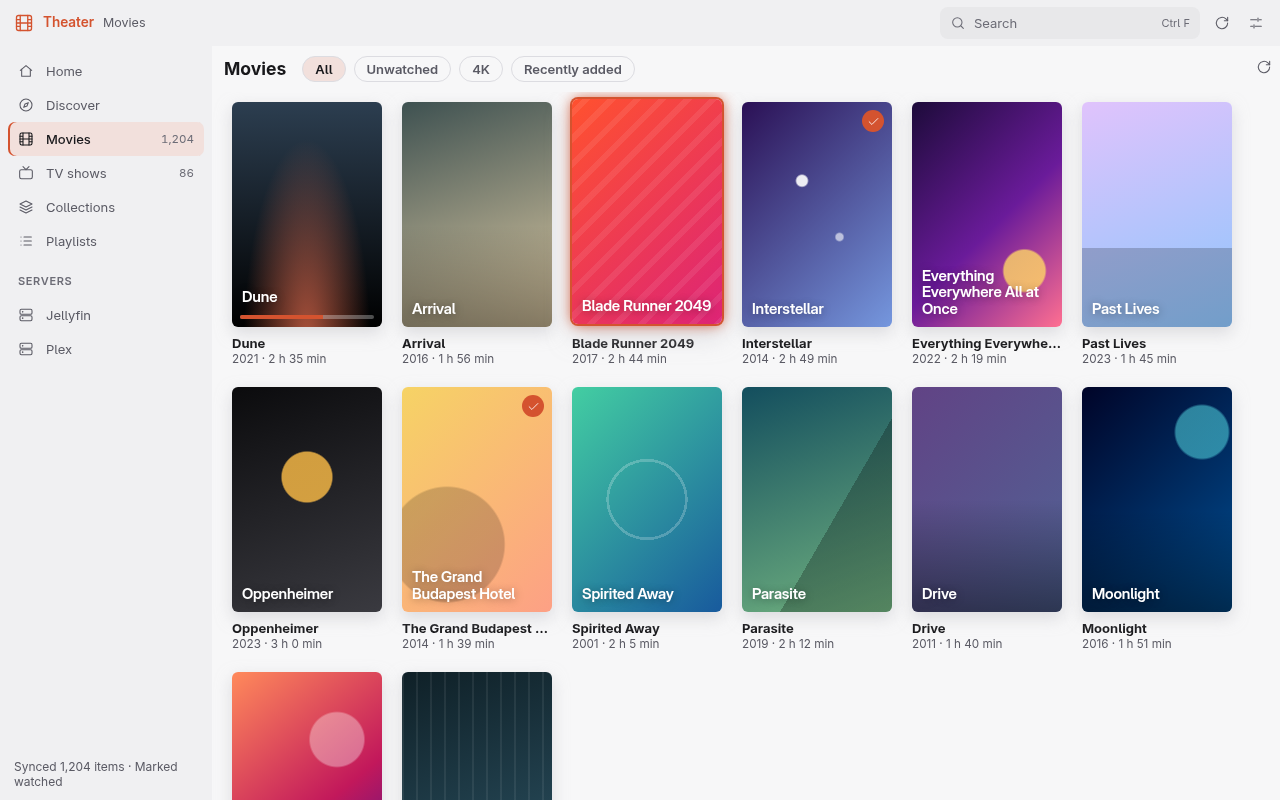 Theater Movies
Search Ctrl F
Home
Discover
Movies 1,204
TV shows 86
Collections
Playlists
SERVERS
Jellyfin
Plex
Synced 1,204 items · Marked
watched
Movies All Unwatched 4K Recently added
Dune
Arrival
Blade Runner 2049
Interstellar
Everything
Everywhere All at
Once
Past Lives
Dune
2021 · 2 h 35 min
Arrival
2016 · 1 h 56 min
Blade Runner 2049
2017 · 2 h 44 min
Interstellar
2014 · 2 h 49 min
Everything Everywhe…
2022 · 2 h 19 min
Past Lives
2023 · 1 h 45 min
Oppenheimer
The Grand
Budapest Hotel
Spirited Away
Parasite
Drive
Moonlight
Oppenheimer
2023 · 3 h 0 min
The Grand Budapest …
2014 · 1 h 39 min
Spirited Away
2001 · 2 h 5 min
Parasite
2019 · 2 h 12 min
Drive
2011 · 1 h 40 min
Moonlight
2016 · 1 h 51 min